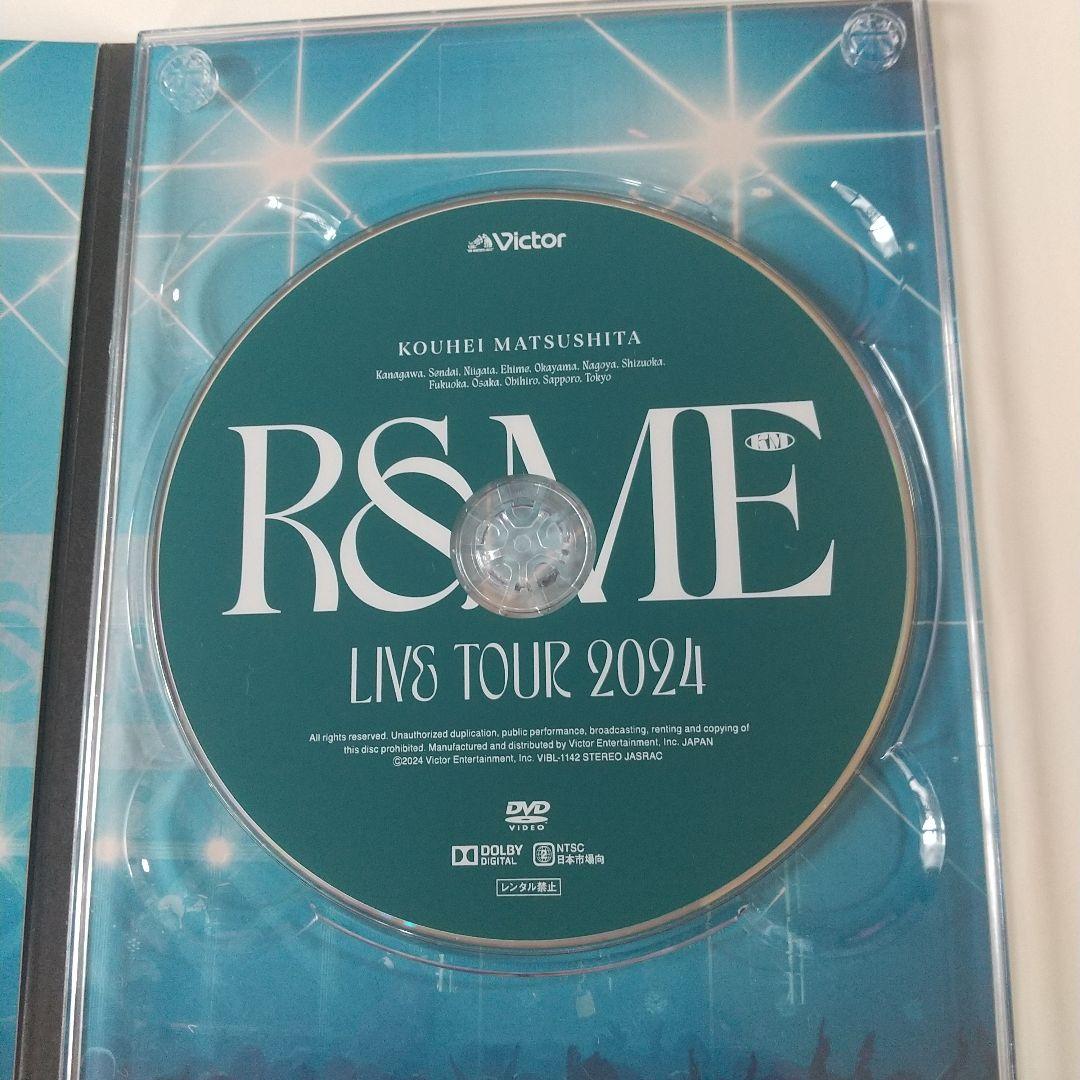 Victor
KOUHEI MATSUSHITA
Kanagawa. Sendai. Niigata. Ehime. Okayama. Nagoya. Shizuoka.
Fukuoka. Osaka. Obihiro. Sapporo. Tokyo
R&ME
KM
LIVE TOUR 2024
All rights reserved. Unauthorized duplication, public performance, broadcasting, renting and copying of
this disc prohibited. Manufactured and distributed by Victor Entertainment, Inc. JAPAN
©2024 Victor Entertainment, Inc. VIBL-1142 STEREO JASRAC
DVD
VIDEO
DOLBY
DIGITAL
2
NTSC
日本市場向
レンタル禁止